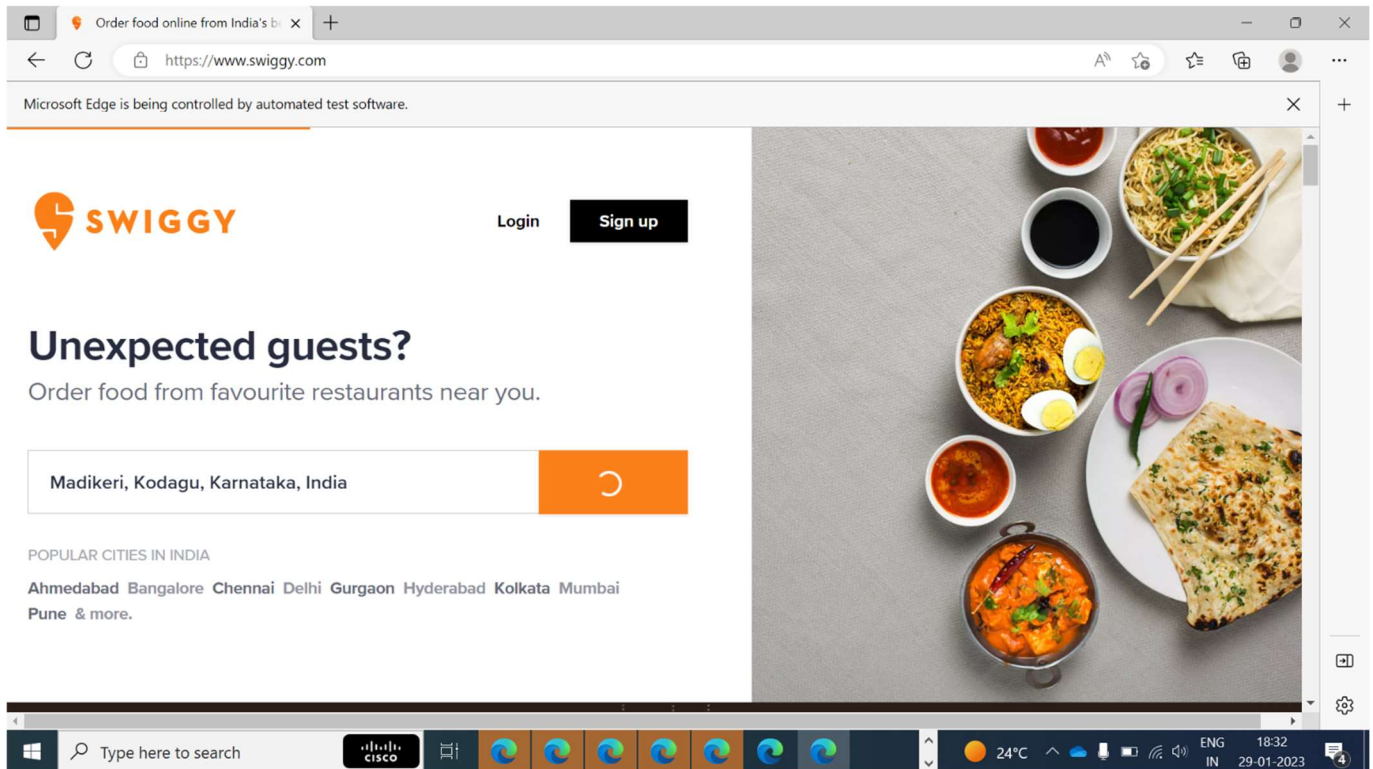 Order food online from India's b
https://www.swiggy.com
Microsoft Edge is being controlled by automated test software.
SWIGGY
Login
Sign up
Unexpected guests?
Order food from favourite restaurants near you.
Madikeri, Kodagu, Karnataka, India
POPULAR CITIES IN INDIA
Ahmedabad Bangalore Chennai Delhi Gurgaon Hyderabad Kolkata Mumbai
Pune & more.
Type here to search
CISCO
24°C
ENG
IN
18:32
29-01-2023
4